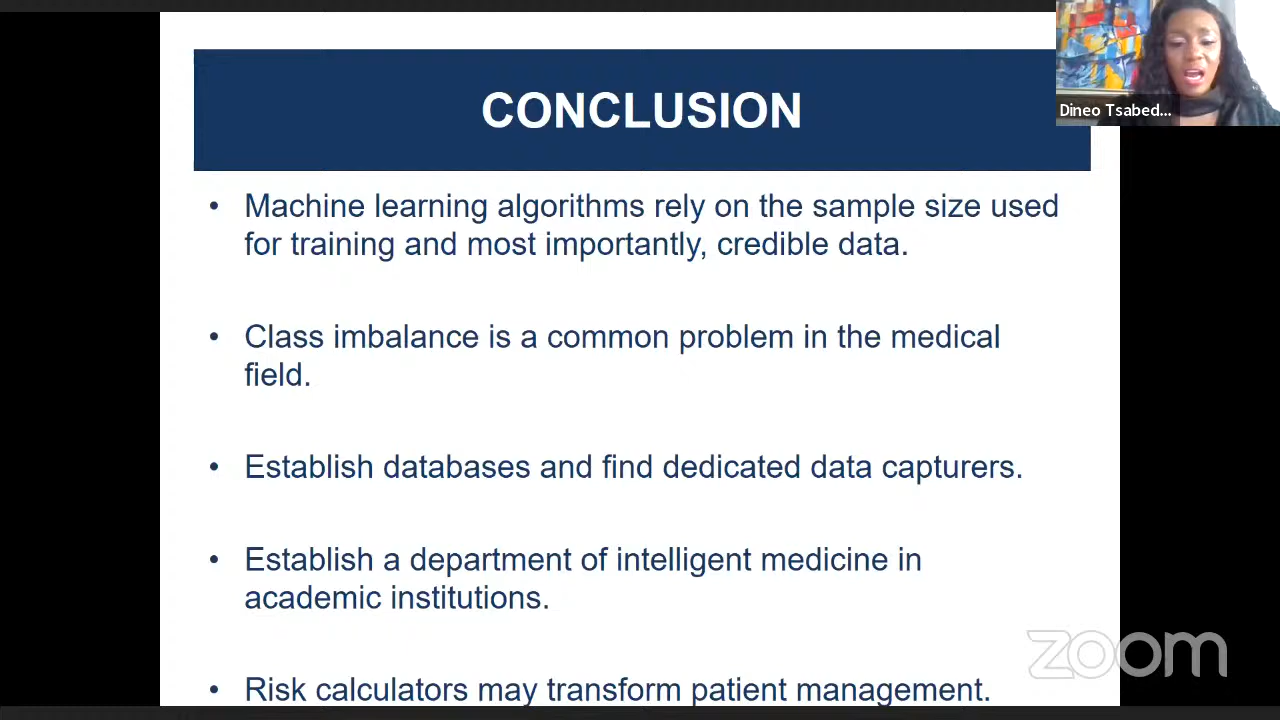 CONCLUSION
Dineo Tsabed...
• Machine learning algorithms rely on the sample size used
for training and most importantly, credible data.
• Class imbalance is a common problem in the medical
field.
• Establish databases and find dedicated data capturers.
• Establish a department of intelligent medicine in
academic institutions.
• Risk calculators may transform patient management.
zoom